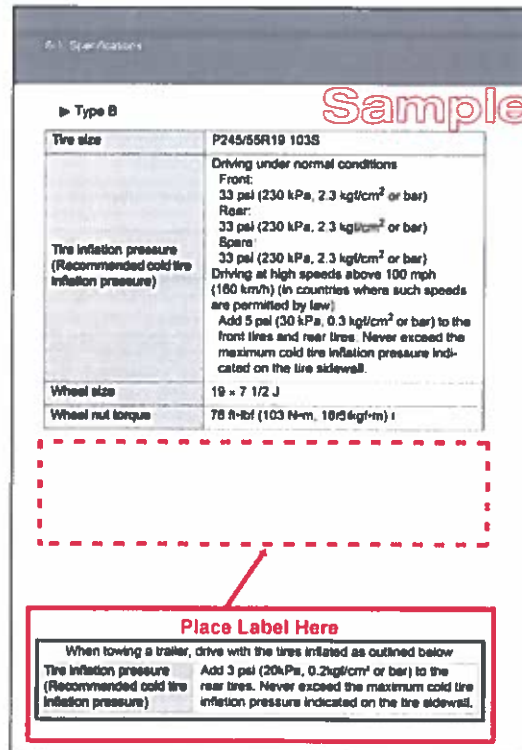 6-1. Specifications
Sample
▶ Type B
Tire size
P245/55R19 103S
Tire inflation pressure
(Recommended cold tire
inflation pressure)
Driving under normal conditions
Front:
33 psi (230 kPa, 2.3 kgf/cm² or bar)
Rear:
33 psi (230 kPa, 2.3 kgf/cm² or bar)
Spare:
33 psi (230 kPa, 2.3 kgf/cm² or bar)
Driving at high speeds above 100 mph
(160 km/h) (in countries where such speeds
are permitted by law)
Add 5 psi (30 kPa, 0.3 kgf/cm² or bar) to the
front tires and rear tires. Never exceed the
maximum cold tire inflation pressure indi-
cated on the tire sidewall.
Wheel size
19 × 7 1/2 J
Wheel nut torque
76 ft•lbf (103 N•m, kgf•m)
Place Label Here
When towing a trailer, drive with the tires inflated as outlined below
Tire inflation pressure
(Recommended cold tire
inflation pressure)
Add 3 psi (20kPa, 0.2kgf/cm² or bar) to the
rear tires. Never exceed the maximum cold tire
inflation pressure indicated on the tire sidewall.